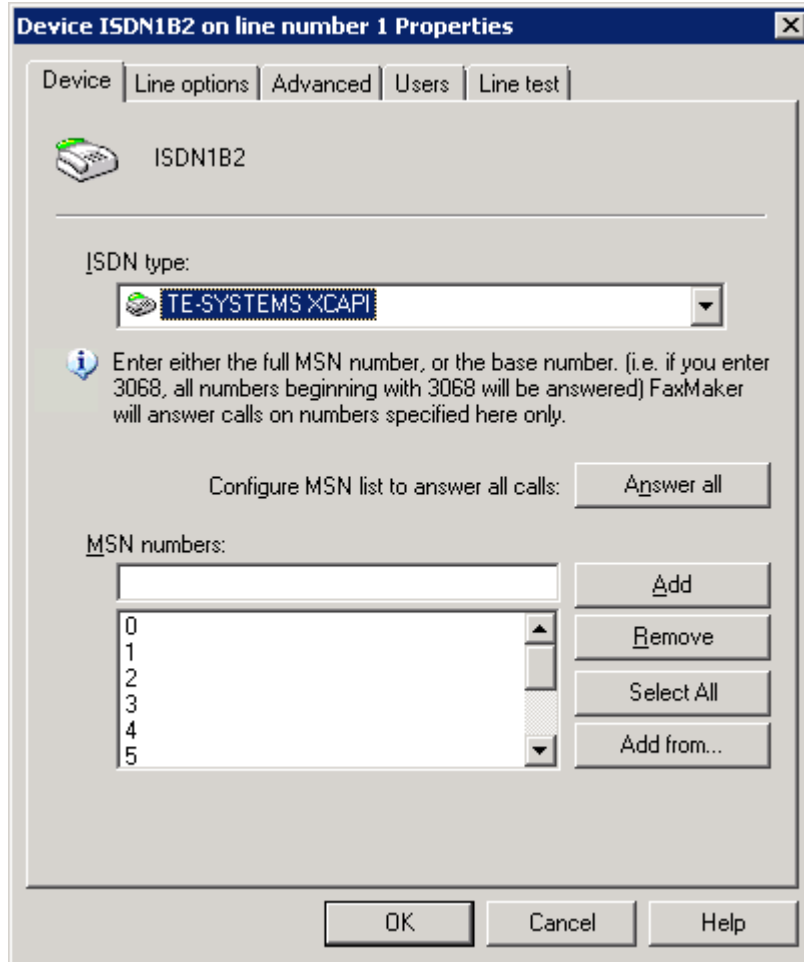 Device ISDN1B2 on line number 1 Properties
Device Line options Advanced Users Line test
ISDN1B2
ISDN type:
TE-SYSTEMS XCAPI
Enter either the full MSN number, or the base number. (i.e. if you enter
3068, all numbers beginning with 3068 will be answered) FaxMaker
will answer calls on numbers specified here only.
Configure MSN list to answer all calls: Answer all
MSN numbers:
Add
0
1
2
3
4
5
Remove
Select All
Add from...
OK Cancel Help